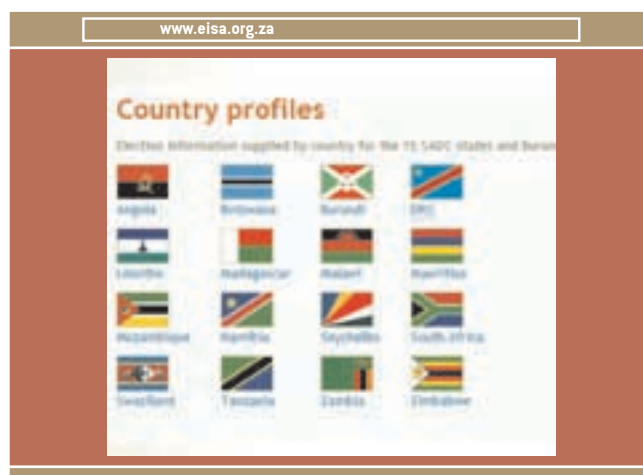 www.eisa.org.za
Country profiles
Election information supplied by country for the 15 SADC states and Burun
Angola Botswana Burundi DRC
Lesotho Madagascar Malawi Mauritius
Mozambique Namibia Seychelles South Africa
Swaziland Tanzania Zambia Zimbabwe